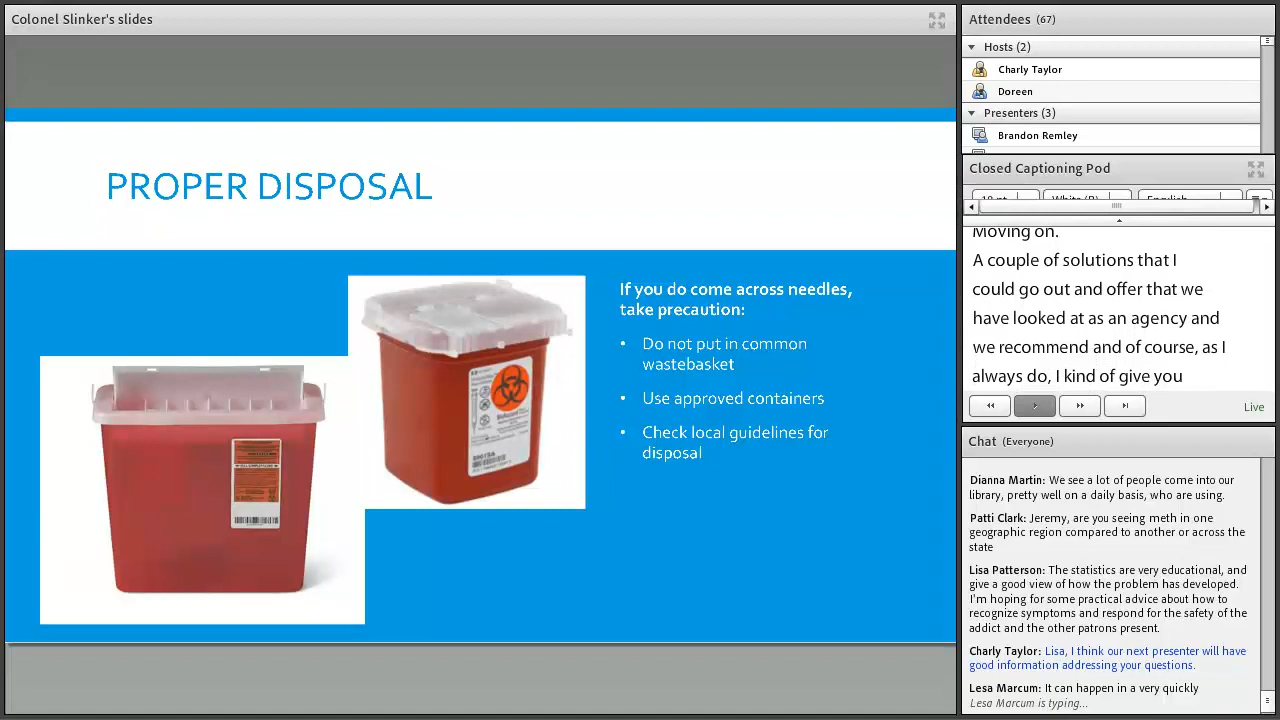 Colonel Slinker's slides
PROPER DISPOSAL
If you do come across needles,
take precaution:
• Do not put in common
wastebasket
• Use approved containers
• Check local guidelines for
disposal
Attendees (67)
Hosts (2)
Charly Taylor
Doreen
Presenters (3)
Brandon Remley
Closed Captioning Pod
English
Moving on.
A couple of solutions that I
could go out and offer that we
have looked at as an agency and
we recommend and of course, as I
always do, I kind of give you
Live
Chat (Everyone)
Dianna Martin: We see a lot of people come into our
library, pretty well on a daily basis, who are using.
Patti Clark: Jeremy, are you seeing meth in one
geographic region compared to another or across the
state
Lisa Patterson: The statistics are very educational, and
give a good view of how the problem has developed.
I'm hoping for some practical advice about how to
recognize symptoms and respond for the safety of the
addict and the other patrons present.
Charly Taylor: Lisa, I think our next presenter will have
good information addressing your questions.
Lesa Marcum: It can happen in a very quickly
Lesa Marcum is typing...